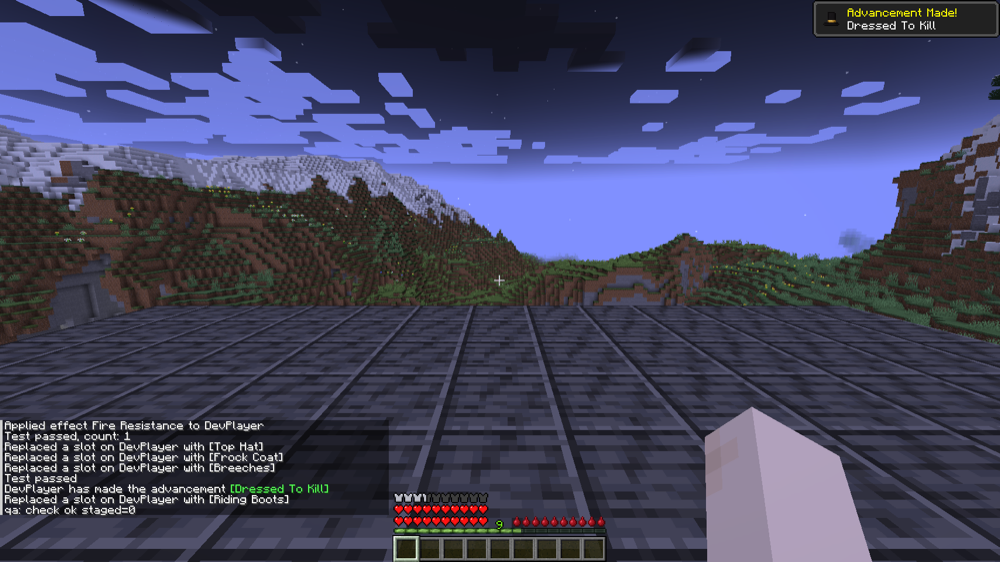 Advancement Made!
Dressed To Kill
Applied effect Fire Resistance to DevPlayer
Test passed, count: 1
Replaced a slot on DevPlayer with [Top Hat]
Replaced a slot on DevPlayer with [Frock Coat]
Replaced a slot on DevPlayer with [Breeches]
Test passed
DevPlayer has made the advancement [Dressed To Kill]
Replaced a slot on DevPlayer with [Riding Boots]
qa: check ok staged=0
9